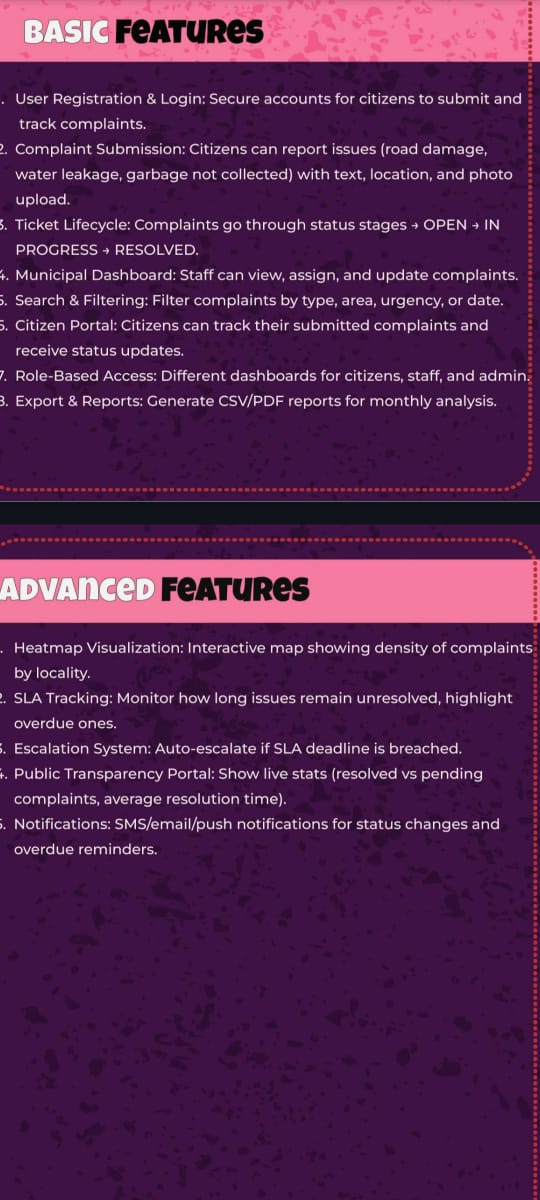 BASIC FEATURES
. User Registration & Login: Secure accounts for citizens to submit and
track complaints.
2. Complaint Submission: Citizens can report issues (road damage,
water leakage, garbage not collected) with text, location, and photo
upload.
3. Ticket Lifecycle: Complaints go through status stages → OPEN → IN
PROGRESS → RESOLVED.
4. Municipal Dashboard: Staff can view, assign, and update complaints.
5. Search & Filtering: Filter complaints by type, area, urgency, or date.
6. Citizen Portal: Citizens can track their submitted complaints and
receive status updates.
7. Role-Based Access: Different dashboards for citizens, staff, and admin.
8. Export & Reports: Generate CSV/PDF reports for monthly analysis.
ADVANCED FEATURES
. Heatmap Visualization: Interactive map showing density of complaints
by locality.
2. SLA Tracking: Monitor how long issues remain unresolved, highlight
overdue ones.
3. Escalation System: Auto-escalate if SLA deadline is breached.
4. Public Transparency Portal: Show live stats (resolved vs pending
complaints, average resolution time).
5. Notifications: SMS/email/push notifications for status changes and
overdue reminders.